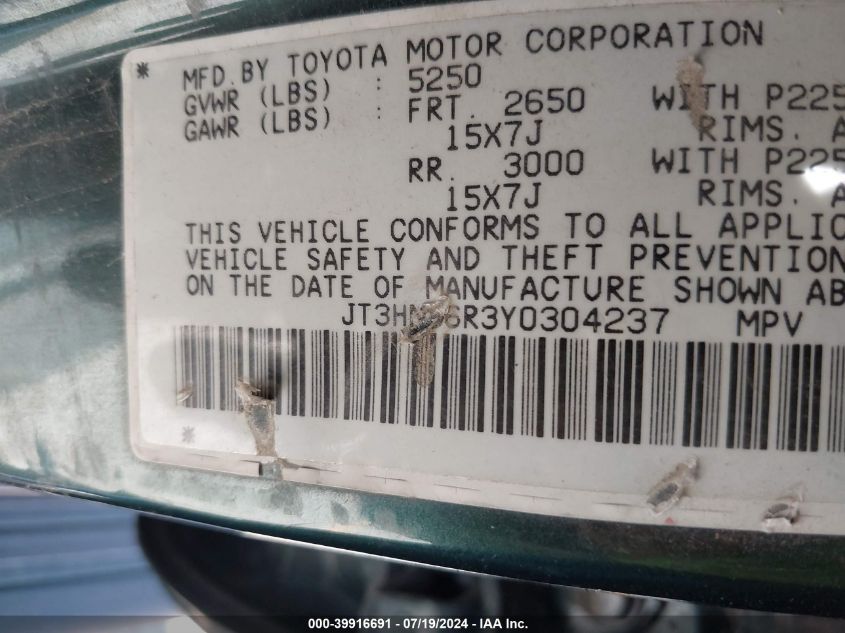 * MFD.BY TOYOTA MOTOR CORPORATION
GVWR (LBS) : 5250
GAWR (LBS) : FRT. 2650 WITH P225
15X7J RIMS. A
RR. 3000 WITH P225
15X7J RIMS. A
THIS VEHICLE CONFORMS TO ALL APPLIC
VEHICLE SAFETY AND THEFT PREVENTION
ON THE DATE OF MANUFACTURE SHOWN AB
MPV
*
000-39916691 - 07/19/2024 - IAA Inc.